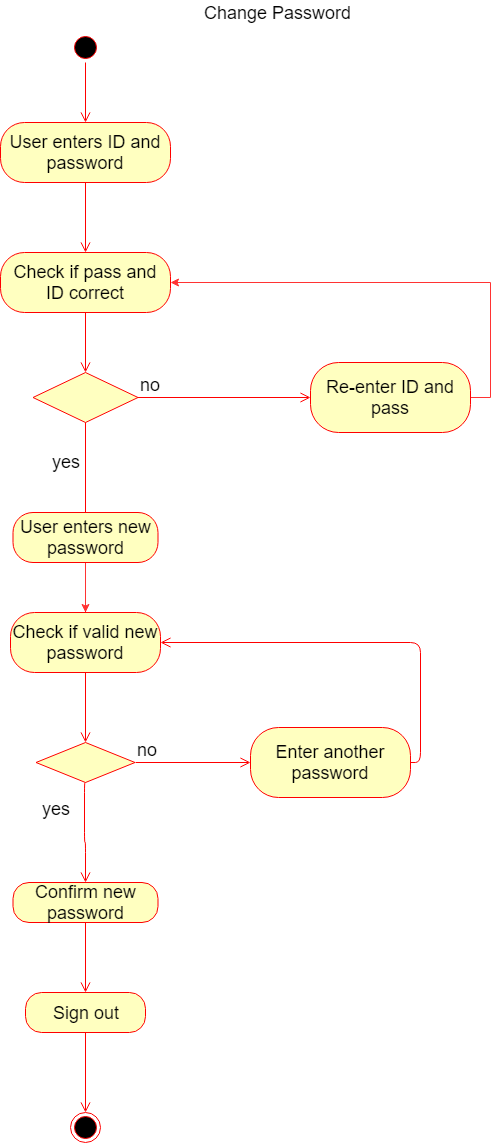 Change Password
User enters ID and
password
Check if pass and
ID correct
no
Re-enter ID and
pass
yes
User enters new
password
Check if valid new
password
no
Enter another
password
yes
Confirm new
password
Sign out